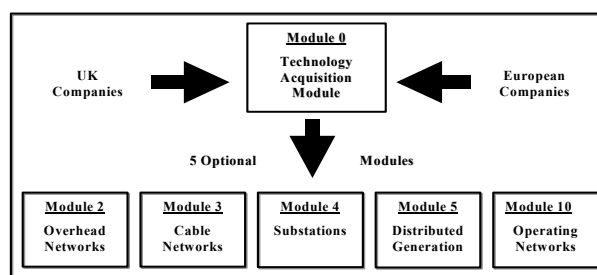 Module 0
Technology
Acquisition
Module
UK
Companies
European
Companies
5 Optional Modules
Module 2
Overhead
Networks
Module 3
Cable
Networks
Module 4
Substations
Module 5
Distributed
Generation
Module 10
Operating
Networks